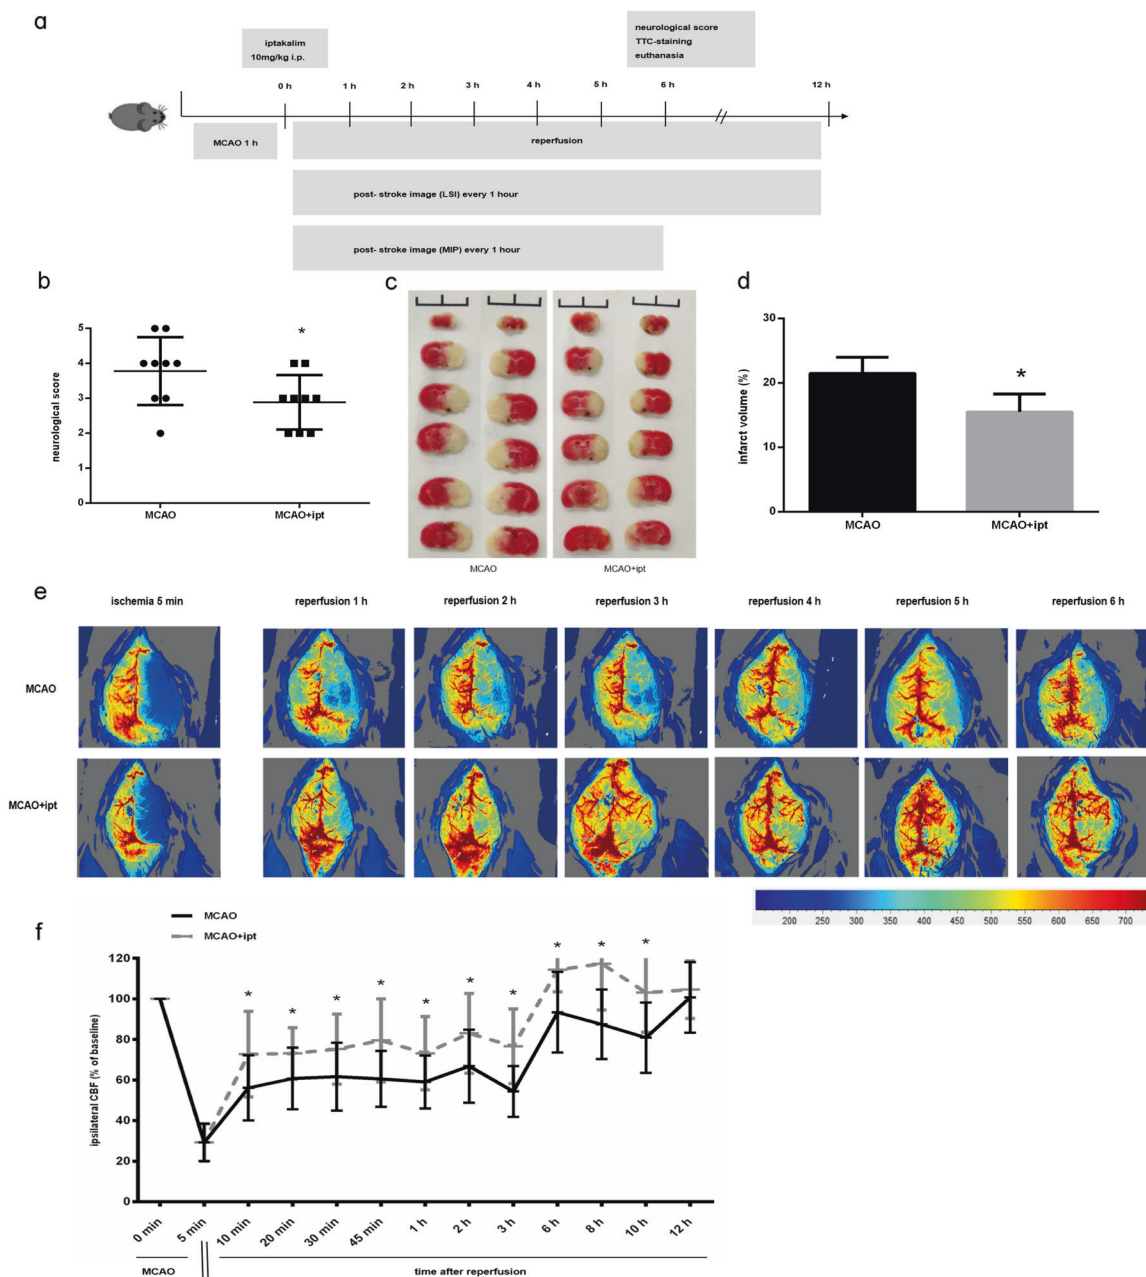 a
iptakalim
10mg/kg i.p.
neurological score
TTC-staining
euthanasia
0 h
1 h
2 h
3 h
4 h
5 h
6 h
12 h
MCAO 1 h
reperfusion
post- stroke image (LSI) every 1 hour
post- stroke image (MIP) every 1 hour
b
neurological score
5
4
3
2
1
0
*
MCAO
MCAO+ipt
c
MCAO
MCAO+ipt
d
infarct volume (%)
30
20
10
0
*
MCAO
MCAO+ipt
e
ischemia 5 min
reperfusion 1 h
reperfusion 2 h
reperfusion 3 h
reperfusion 4 h
reperfusion 5 h
reperfusion 6 h
MCAO
MCAO+ipt
200 250 300 350 400 450 500 550 600 650 700
f
MCAO
MCAO+ipt
ipsilateral CBF (% of baseline)
120
100
80
60
40
20
0
* * * * * * * * * *
0 min
5 min
10 min
20 min
30 min
45 min
1 h
2 h
3 h
6 h
8 h
10 h
12 h
MCAO
time after reperfusion